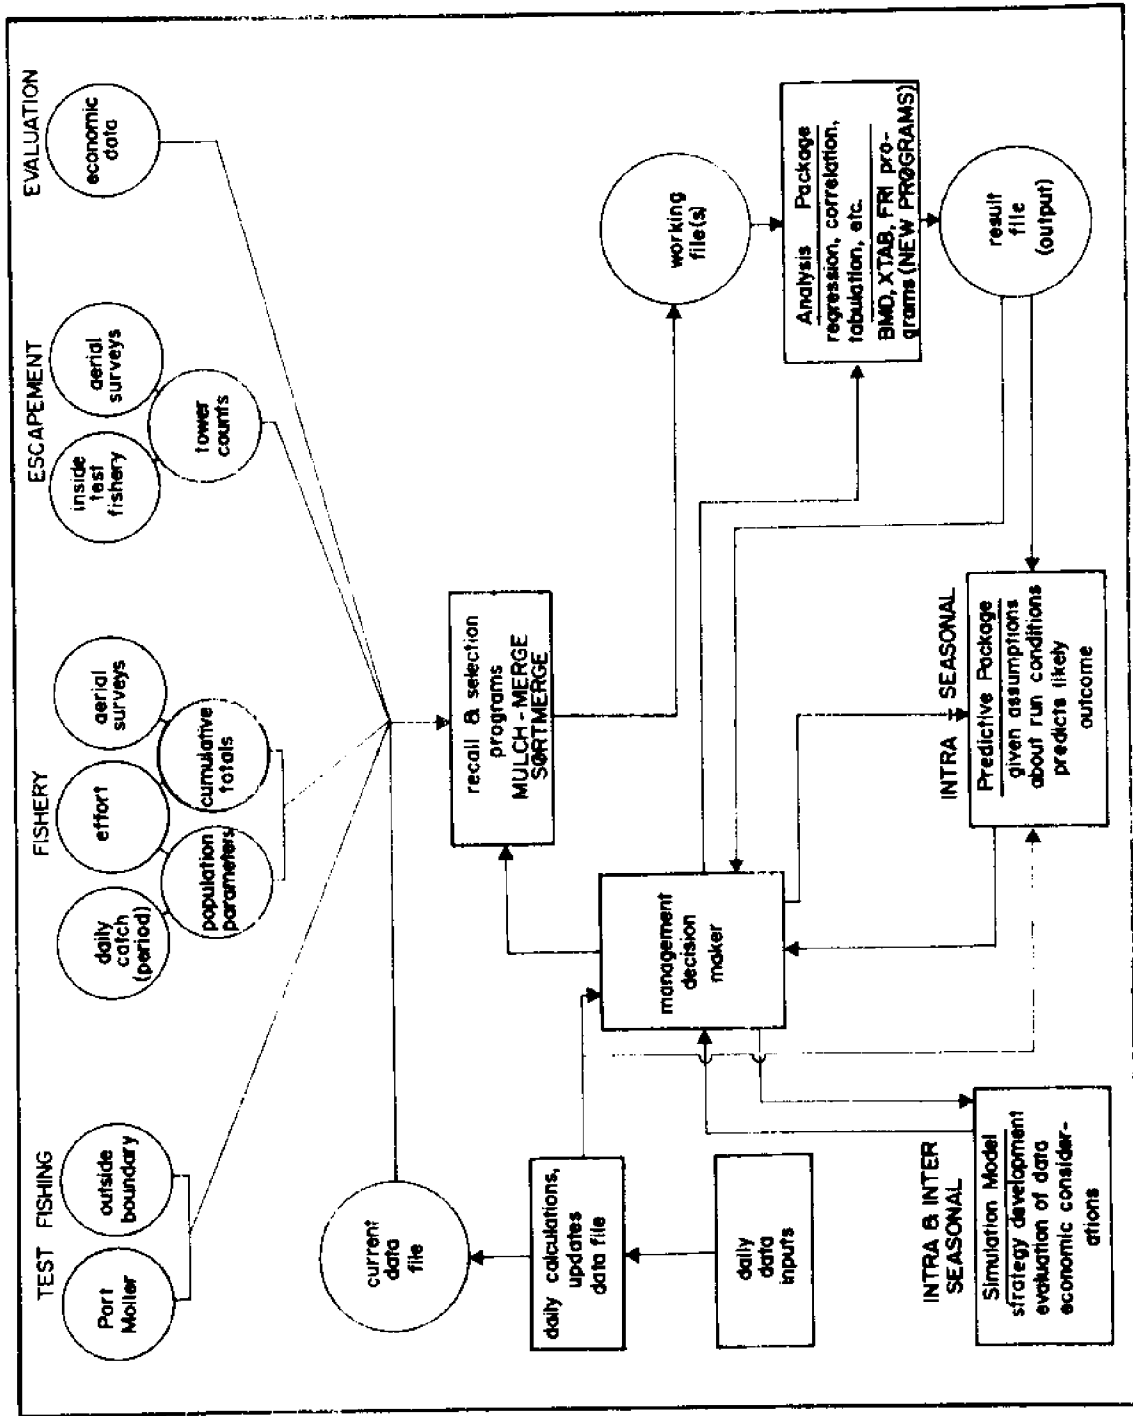 TEST FISHING
FISHERY
ESCAPEMENT
EVALUATION
Part
Moller
outside
boundary
daily
catch
(period)
effort
aerial
surveys
population
parameters
cumulative
totals
inside
test
fishery
aerial
surveys
tower
counts
economic
data
current
data
file
recall & selection
programs
MULCH-MERGE
SØRTMERGE
daily calculations,
updates
data file
daily
data
inputs
management
decision
maker
working
file(s)
Analysis Package
regression, correlation,
tabulation, etc.
BMD, XTAB, FRI pro-
grams (NEW PRØGRAMS)
result
file
(output)
INTRA & INTER
SEASONAL
Simulation Model
strategy development
evaluation of data
economic consider-
ations
INTRA - SEASONAL
Predictive Package
given assumptions
about run conditions
predicts likely
outcome